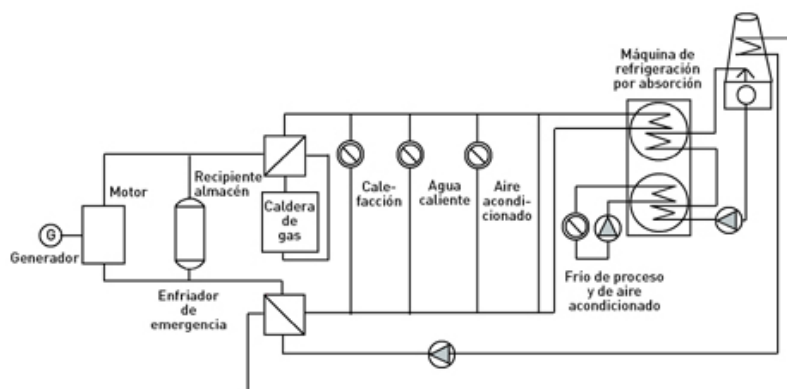 Máquina de
refrigeración
por absorción
Motor
Recipiente
almacén
Caldera
de
gas
Cale-
facción
Agua
caliente
Aire
acondi-
cionado
G
Generador
Enfriador
de
emergencia
Frío de proceso
y de aire
acondicionado